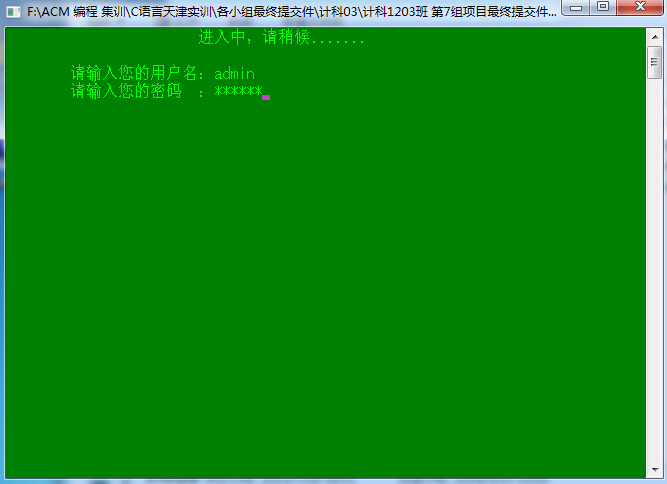 F:\ACM 编程 集训\C语言天津实训\各小组最终提交件\计科03\计科1203班 第7组项目最终提交件...
进入中，请稍候.......
请输入您的用户名：admin
请输入您的密码 ：******